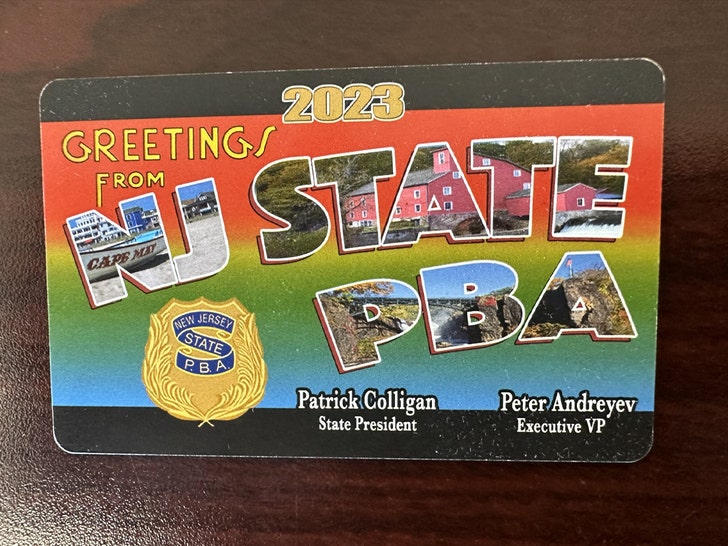 2023
GREETINGS
FROM
NJ STATE
CAPE MAY
PBA
NEW JERSEY
STATE
P.B.A.
Patrick Colligan
State President
Peter Andreyev
Executive VP